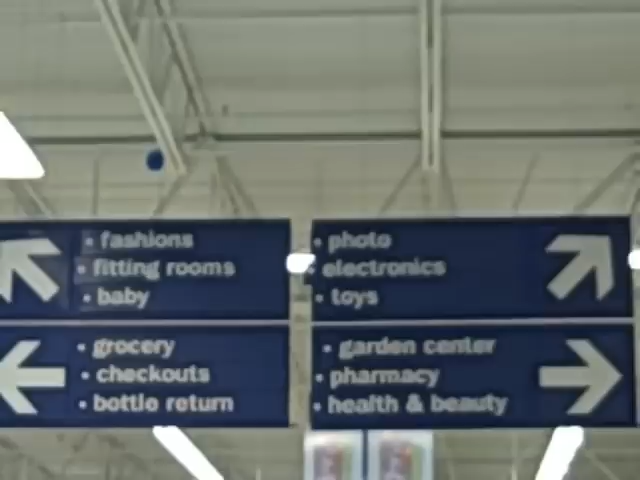 • fashions
• fitting rooms
• baby
• photo
• electronics
• toys
• grocery
• checkouts
• bottle return
• garden center
• pharmacy
• health & beauty